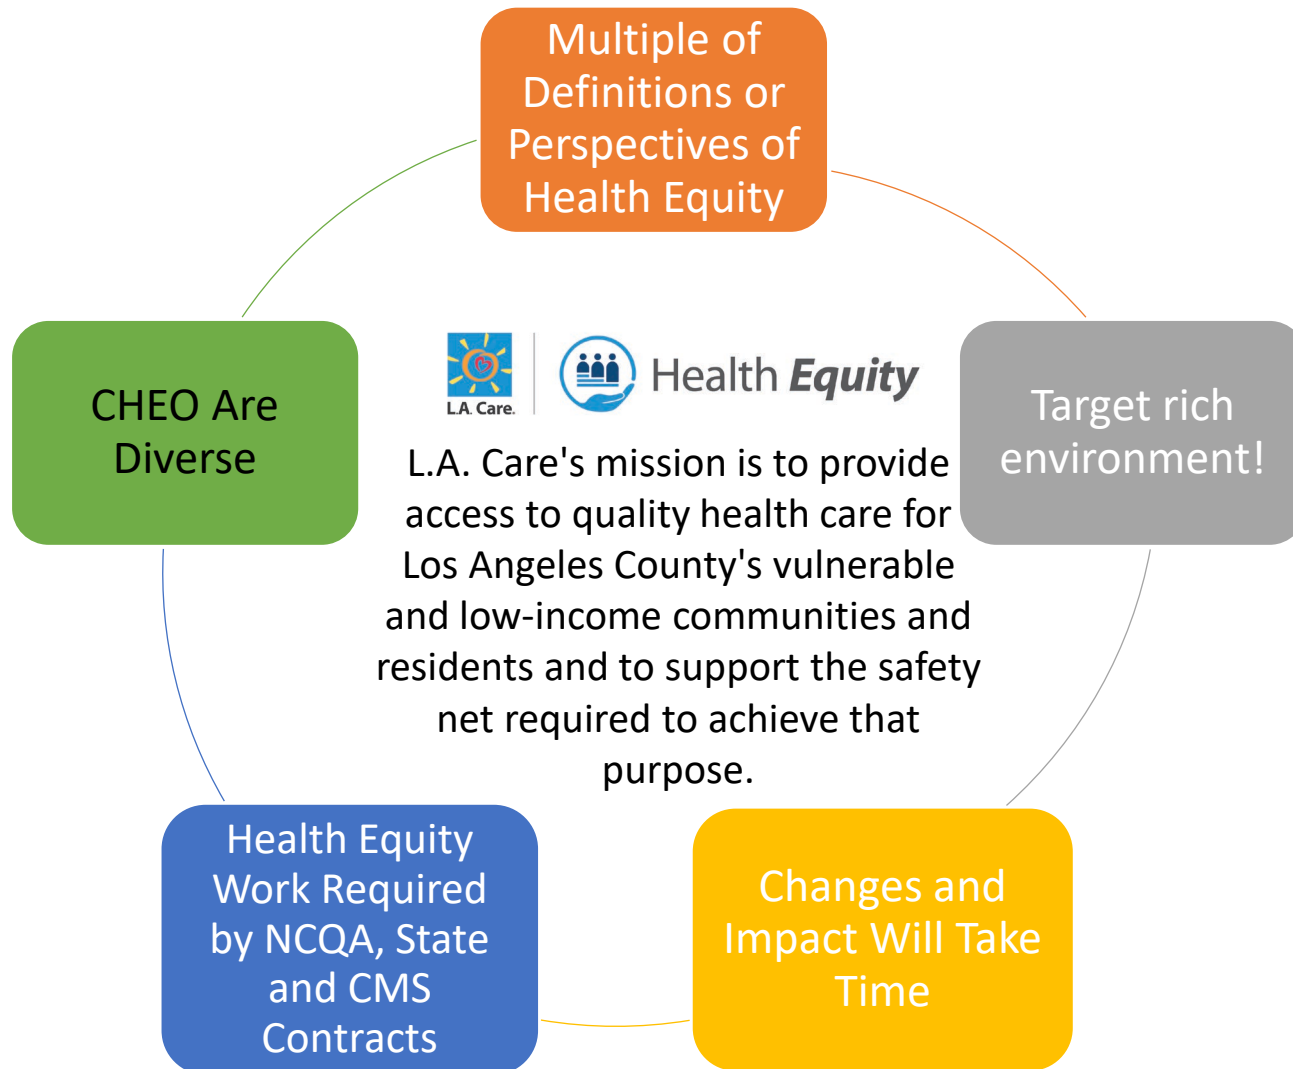 Multiple of
Definitions or
Perspectives of
Health Equity
CHEO Are
Diverse
L.A. Care.
Health Equity
Target rich
environment!
L.A. Care's mission is to provide
access to quality health care for
Los Angeles County's vulnerable
and low-income communities and
residents and to support the safety
net required to achieve that
purpose.
Health Equity
Work Required
by NCQA, State
and CMS
Contracts
Changes and
Impact Will Take
Time